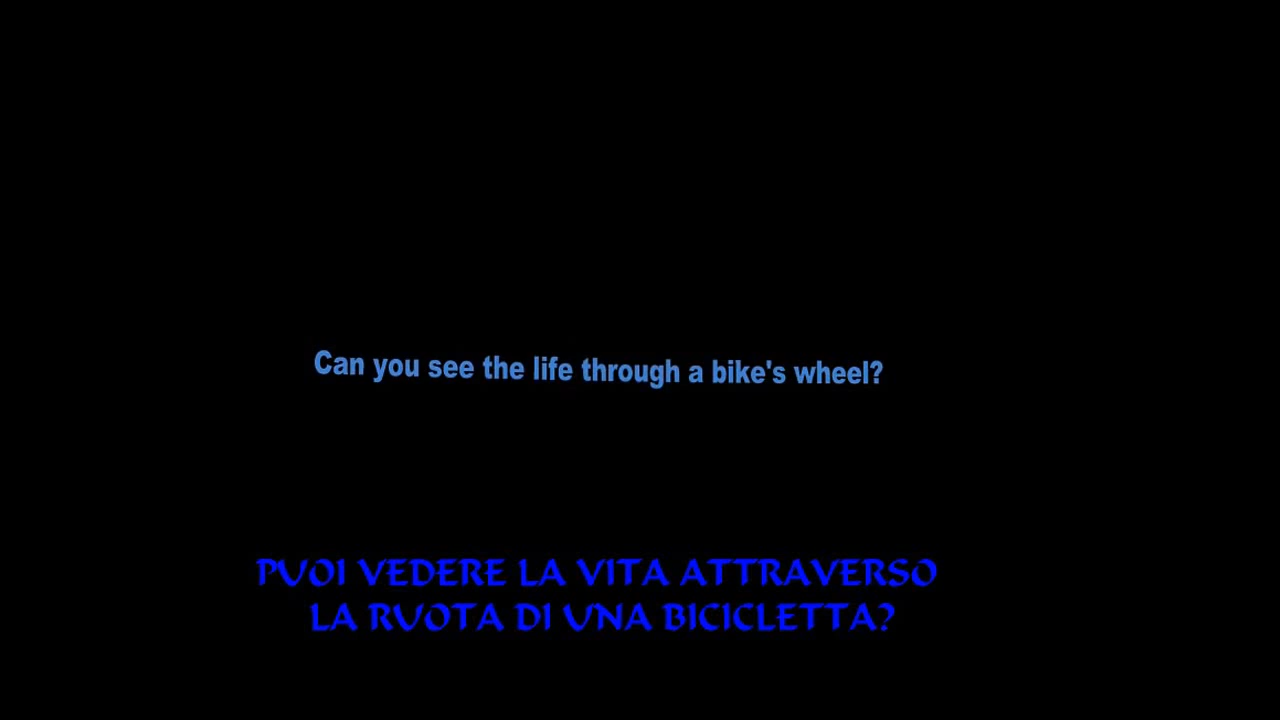 Can you see the life through a bike's wheel?
PUOI VEDERE LA VITA ATTRAVERSO
LA RUOTA DI UNA BICICLETTA?